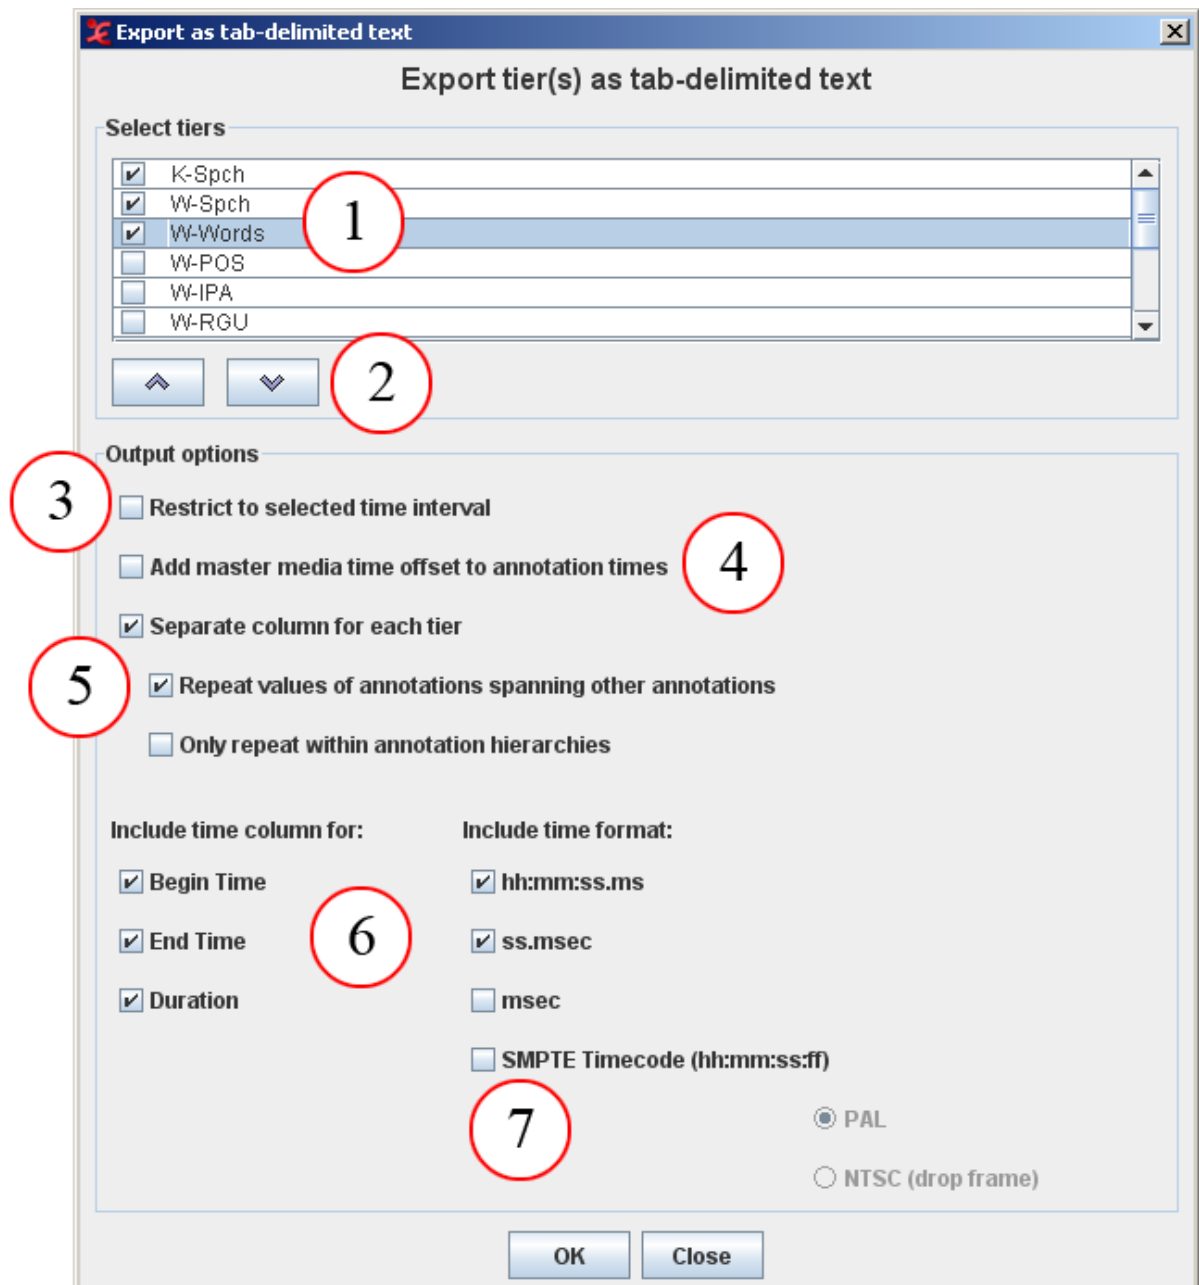 Export as tab-delimited text
Export tier(s) as tab-delimited text
Select tiers
K-Spch
W-Spch
1
W-Words
W-POS
W-IPA
W-RGU
2
Output options
3
Restrict to selected time interval
Add master media time offset to annotation times
4
Separate column for each tier
5
Repeat values of annotations spanning other annotations
Only repeat within annotation hierarchies
Include time column for: Include time format:
Begin Time hh:mm:ss.ms
End Time 6 ss.msec
Duration msec
SMPTE Timecode (hh:mm:ss:ff)
7
PAL
NTSC (drop frame)
OK Close